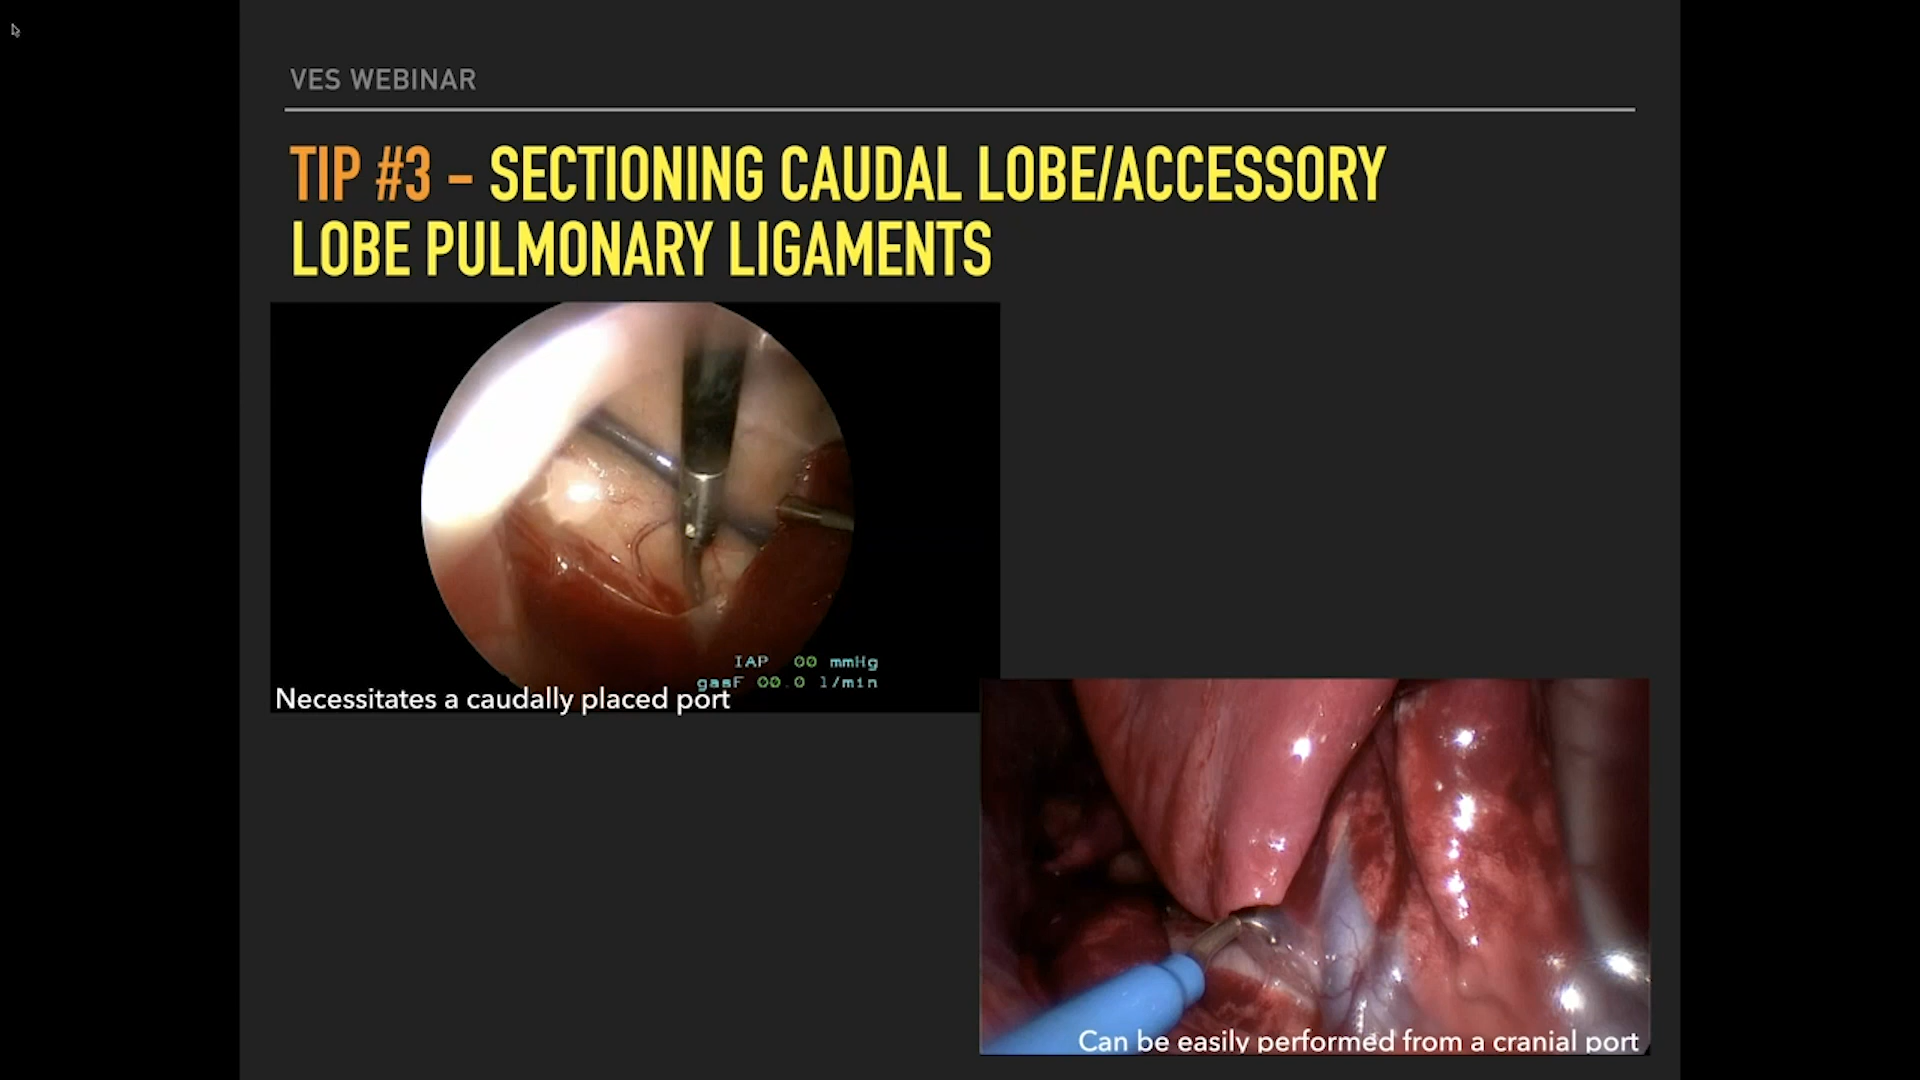 VES WEBINAR
TIP #3 - SECTIONING CAUDAL LOBE/ACCESSORY
LOBE PULMONARY LIGAMENTS
IAP 00 mmHg
gasF 00.0 l/min
Necessitates a caudally placed port
Can be easily performed from a cranial port